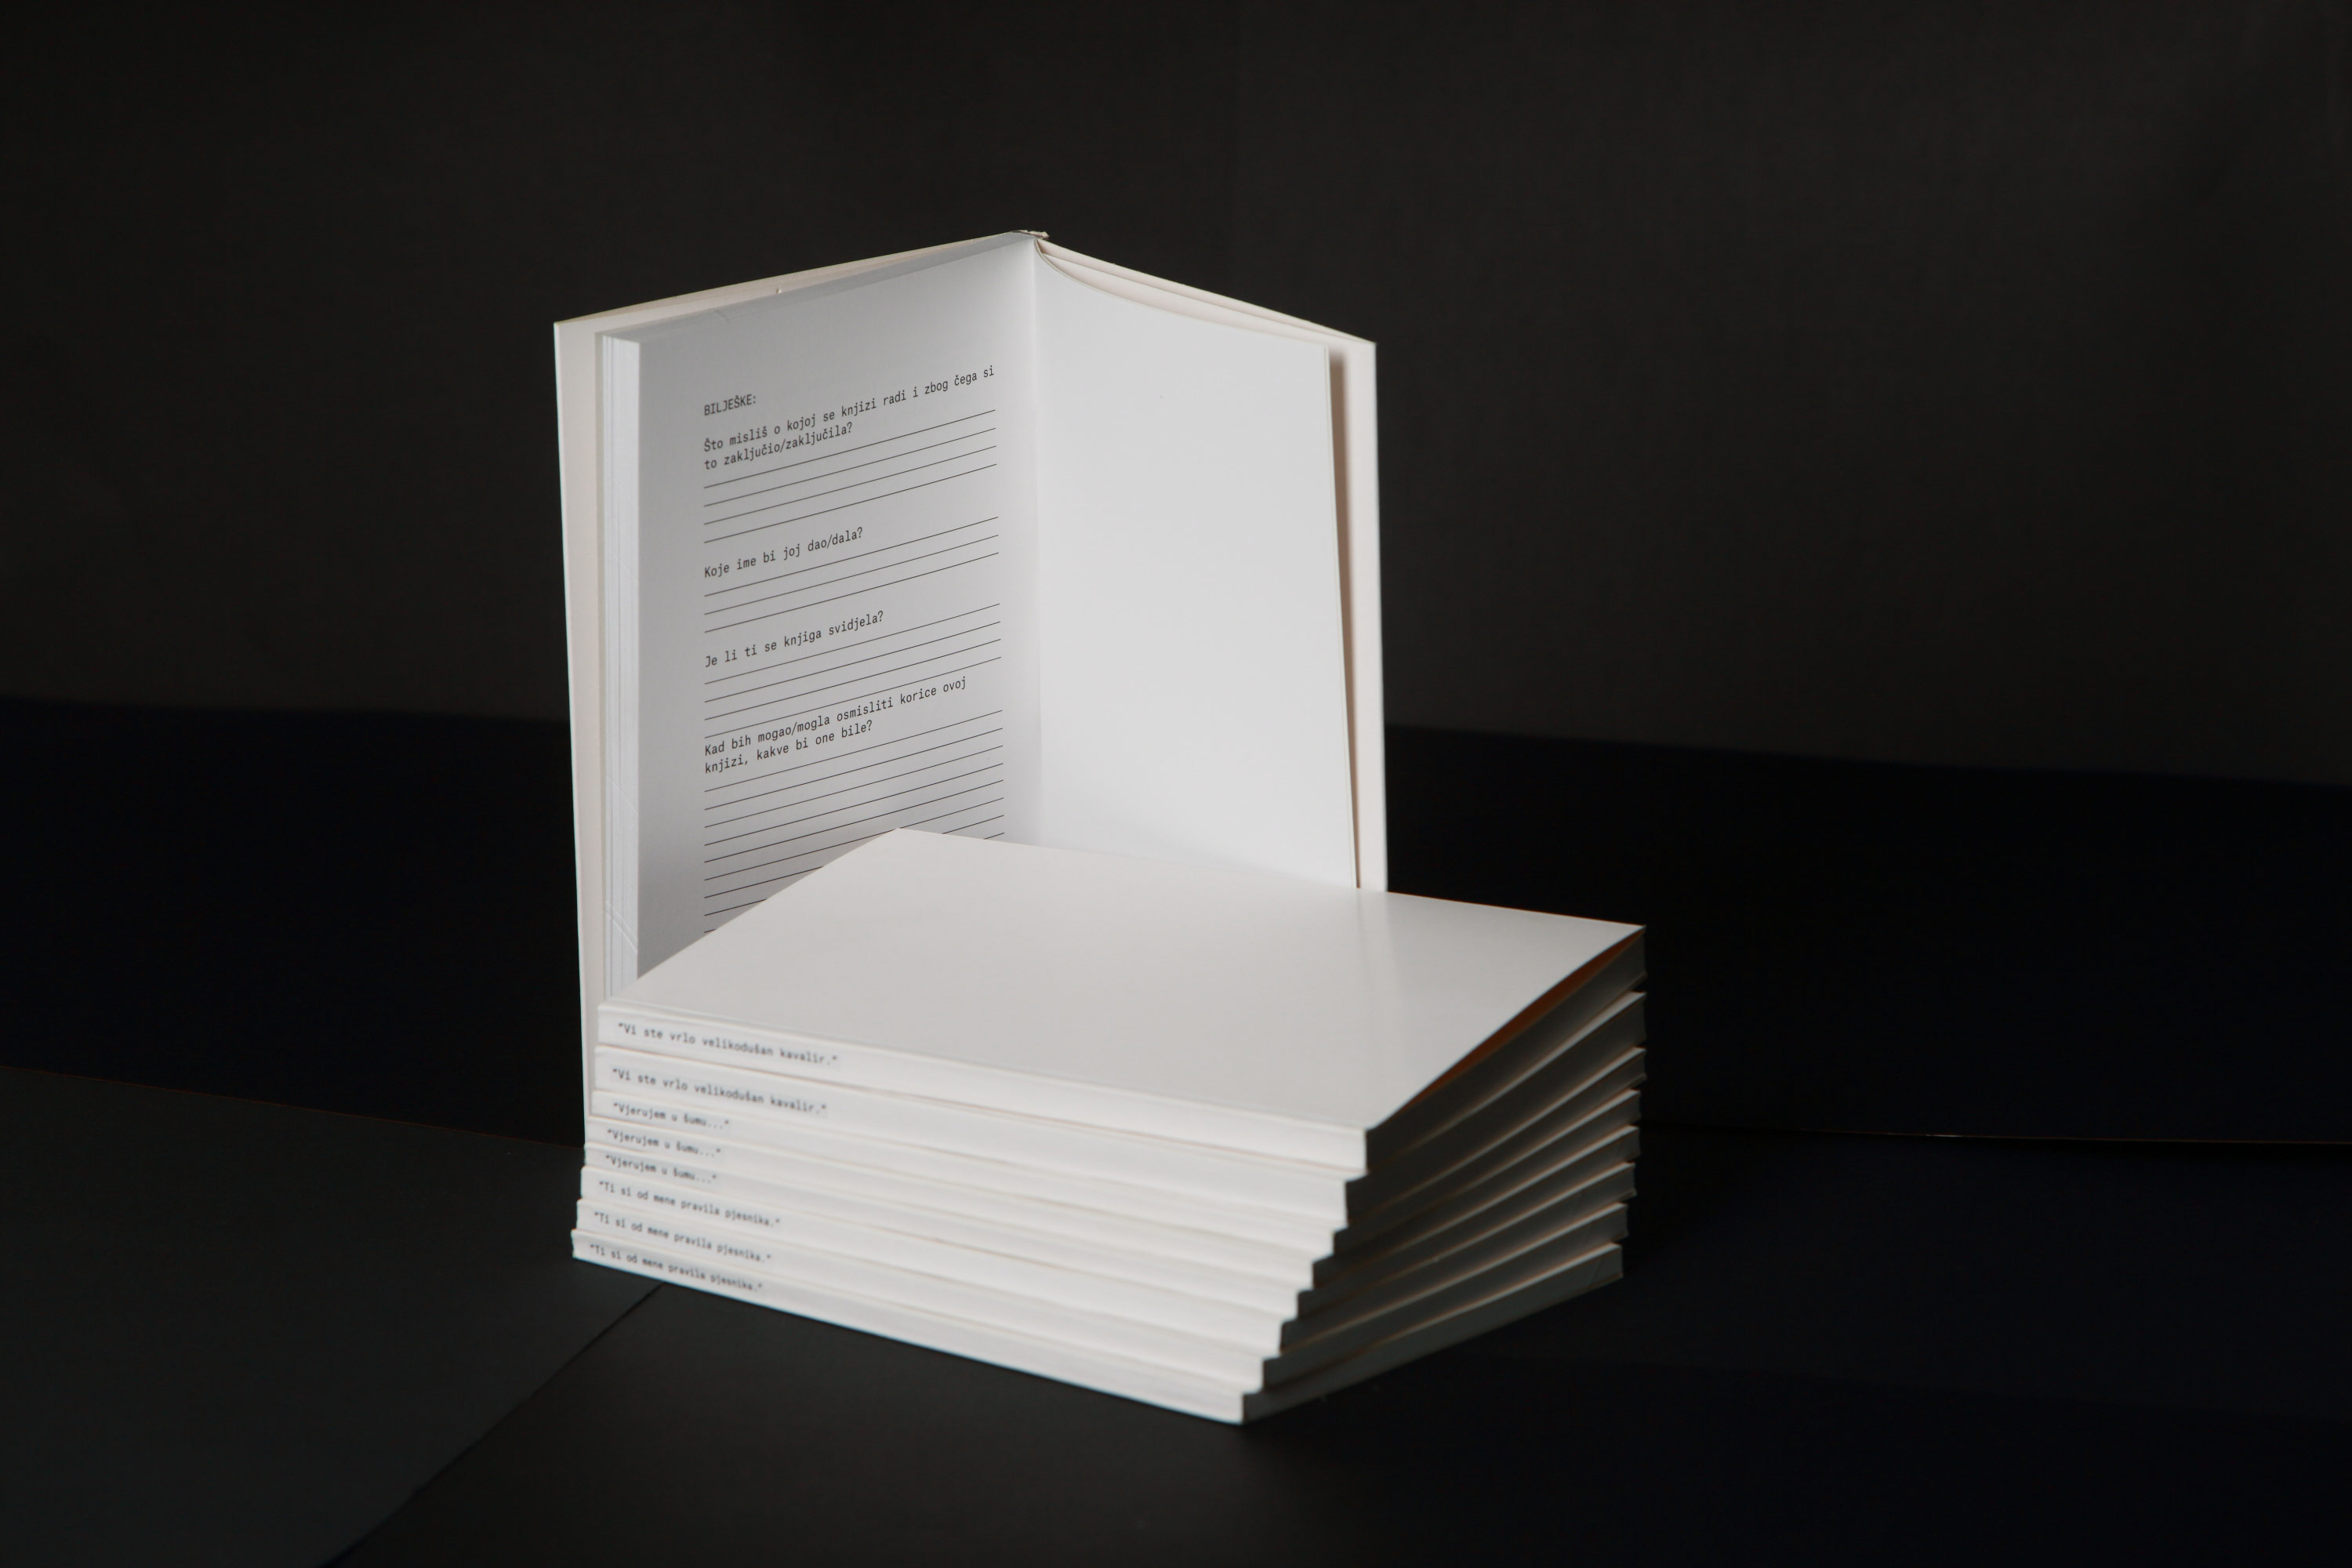 BILJEŠKE:
Što misliš o kojoj se knjizi radi i zbog čega si
to zaključio/zaključila?
Koje ime bi joj dao/dala?
Je li ti se knjiga svidjela?
Kad bih mogao/mogla osmisliti korice ovoj
knjizi, kakve bi one bile?
"Vi ste vrlo velikodušan kavalir."
"Vi ste vrlo velikodušan kavalir."
"Vjerujem u šumu..."
"Vjerujem u šumu..."
"Vjerujem u šumu..."
"Ti si od mene pravila pjesnika."
"Ti si od mene pravila pjesnika."
"Ti si od mene pravila pjesnika."